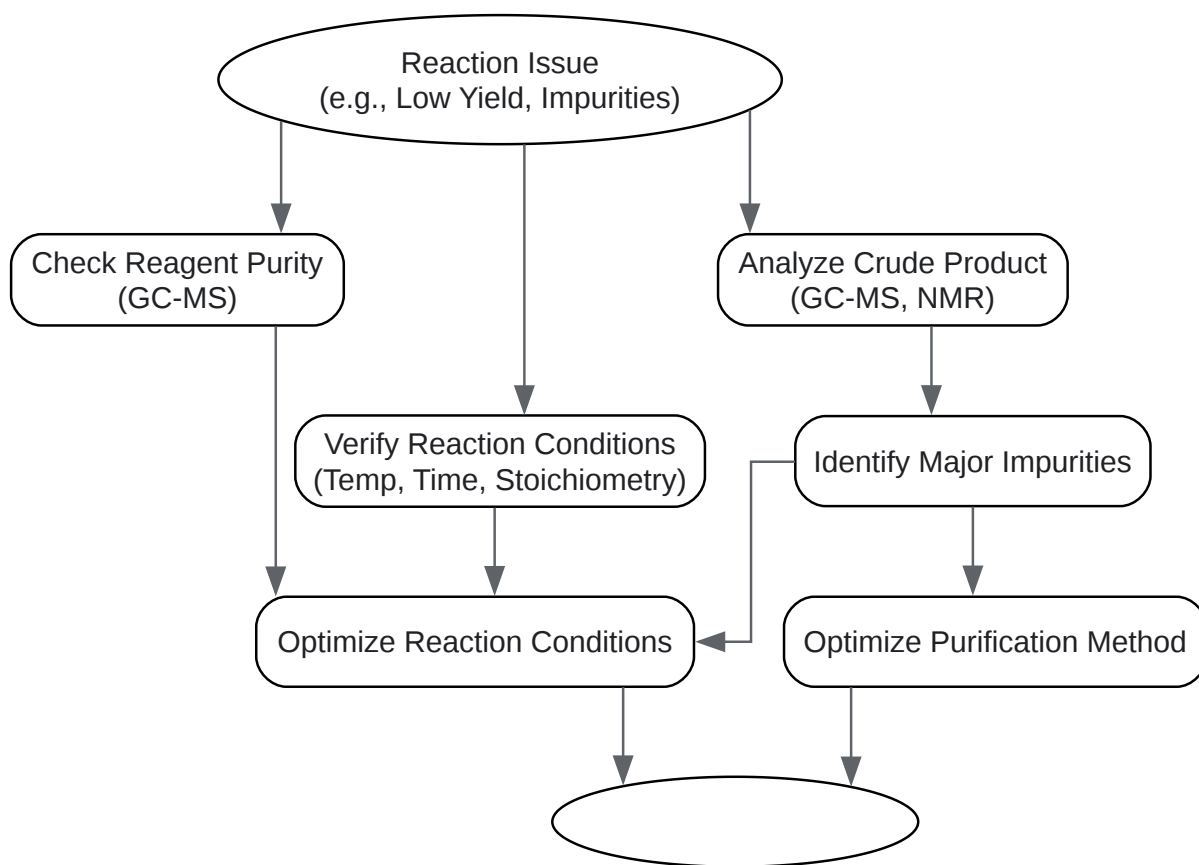 Reaction Issue
(e.g., Low Yield, Impurities)
Check Reagent Purity
(GC-MS)
Analyze Crude Product
(GC-MS, NMR)
Verify Reaction Conditions
(Temp, Time, Stoichiometry)
Identify Major Impurities
Optimize Reaction Conditions
Optimize Purification Method